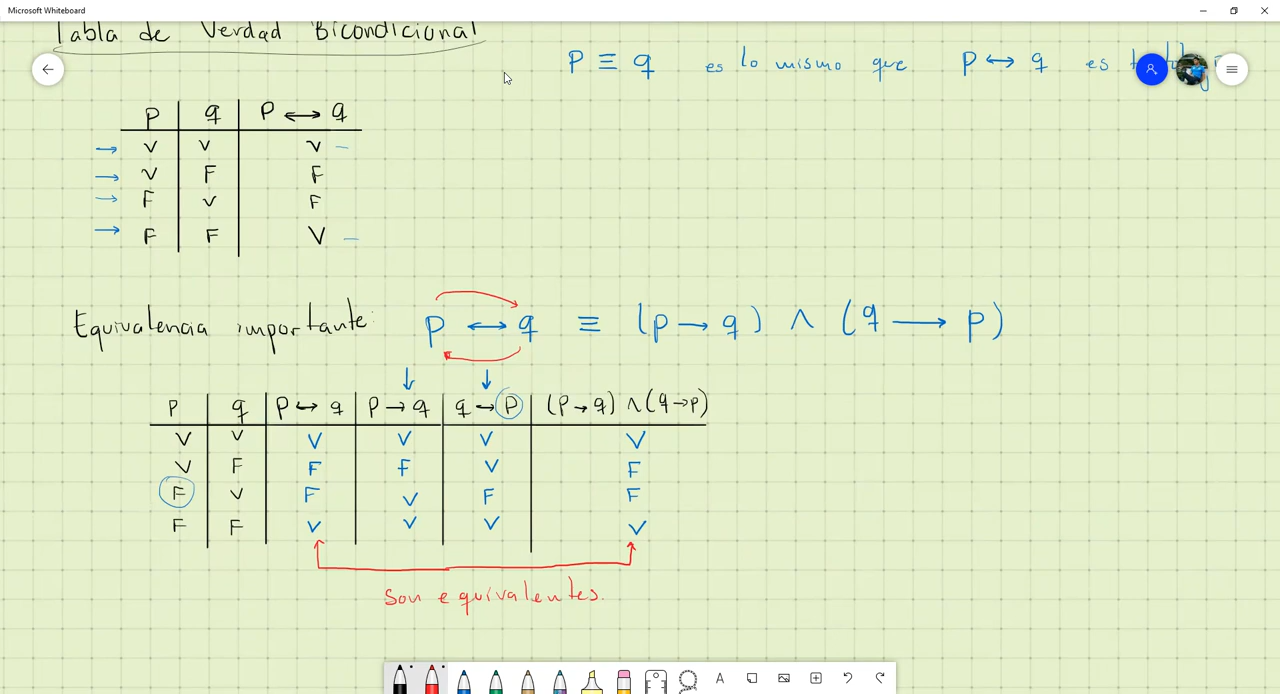 Microsoft Whiteboard
Tabla de Verdad Bicondicional
P ≡ q es lo mismo que P ↔ q es
P q P ↔ q
V V V
V F F
F V F
F F V
Equivalencia importante: P ↔ q ≡ (p → q) ∧ (q → p)
P q P ↔ q P → q q → P (P → q) ∧ (q → p)
V V V V V V
V F F F V F
F V F V F F
F F V V V V
Son equivalentes.
A